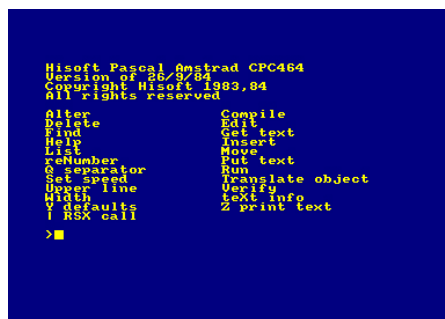 Hisoft Pascal Amstrad CPC464
Version of 26/9/84
Copyright Hisoft 1983,84
All rights reserved
Alter Compile
Delete Edit
Find Get text
Help Insert
List Move
reNumber Put text
Q separator Run
Set speed Translate object
Upper line Verify
Width teXt info
Y defaults Z print text
| RSX call
>